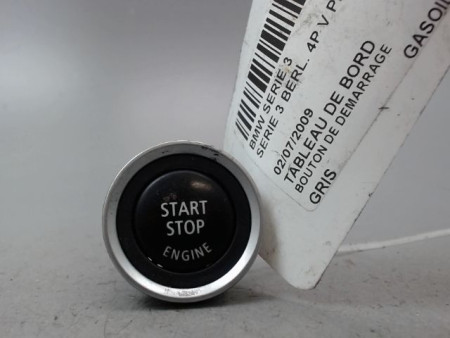 BMW SERIE 3
SERIE 3 BERL. 4P V P
02/07/2009
TABLEAU DE BORD
BOUTON DE DEMARRAGE
GRIS
GASOIL
START
STOP
ENGINE